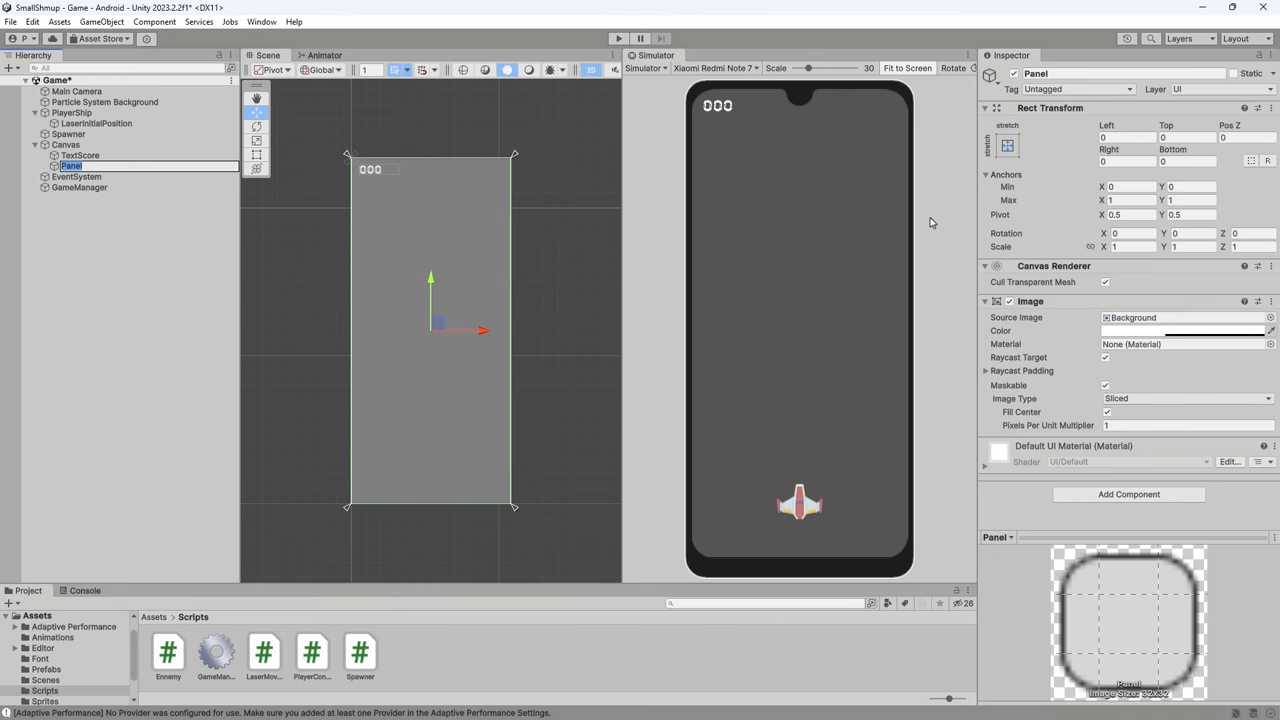 SmallShmup - Game - Android - Unity 2023.2.2f1* <DX11>
File Edit Assets GameObject Component Services Jobs Window Help
P Asset Store Layers Layout
Hierarchy Scene Animator Simulator Inspector
All Pivot Global 1 2D Simulator Xiaomi Redmi Note 7 Scale 30 Fit to Screen Rotate Panel Static
Game* Tag Untagged Layer UI
Main Camera
Particle System Background 000 Rect Transform
PlayerShip
LaserInitialPosition stretch Left Top Pos Z
Spawner stretch 0 0 0
Canvas Right Bottom
TextScore 0 0 R
Panel 000 Anchors
EventSystem Min X 0 Y 0
GameManager Max X 1 Y 1
Pivot X 0.5 Y 0.5
Rotation X 0 Y 0 Z 0
Scale X 1 Y 1 Z 1
Canvas Renderer
Cull Transparent Mesh
Image
Source Image Background
Color
Material None (Material)
Raycast Target
Raycast Padding
Maskable
Image Type Sliced
Fill Center
Pixels Per Unit Multiplier 1
Default UI Material (Material)
Shader UI/Default Edit...
Add Component
Panel
Project Console
26
Assets Assets Scripts
Adaptive Performance
Animations
Editor
Font
Prefabs
Scenes Ennemy GameMan... LaserMov... PlayerCon... Spawner
Scripts
Sprites
Panel
Image Size: 32x32
[Adaptive Performance] No Provider was configured for use. Make sure you added at least one Provider in the Adaptive Performance Settings.